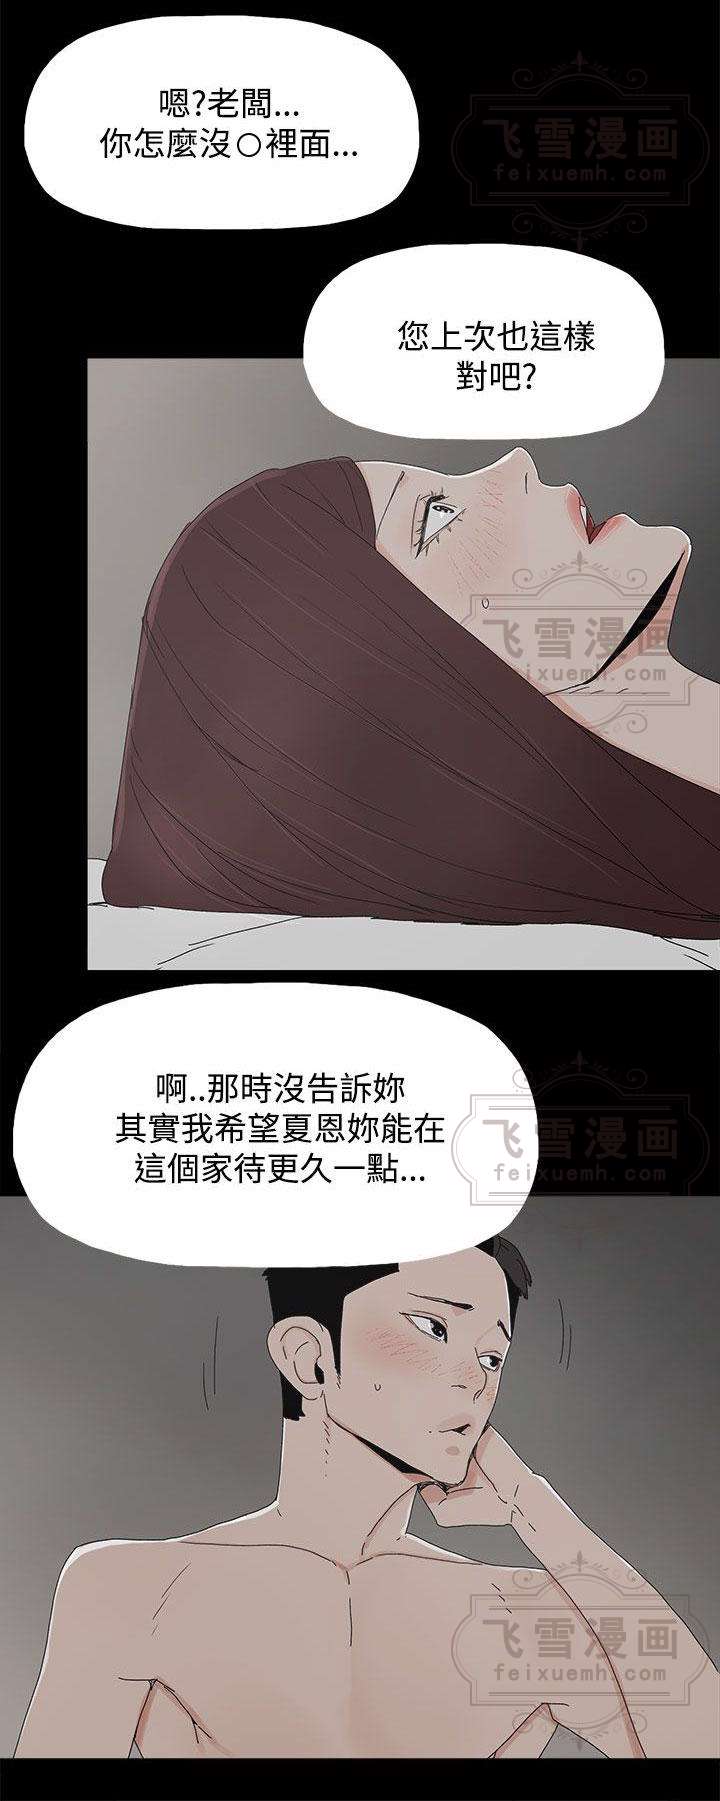 飞雪漫画
feixuemh.com
嗯?老闆...
你怎麼沒○裡面...
您上次也這樣
對吧?
飞雪漫画
feixuemh.com
啊..那時沒告訴妳
其實我希望夏恩妳能在
這個家待更久一點...
飞雪漫画
feixuemh.com
飞雪漫画
feixuemh.com